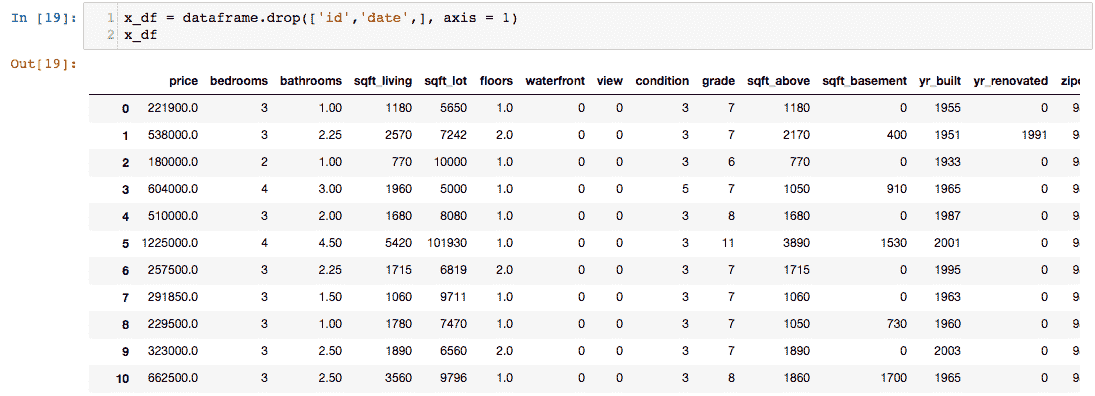 In [19]: 1 x_df = dataframe.drop(['id','date',], axis = 1)
2 x_df
Out[19]:
price bedrooms bathrooms sqft_living sqft_lot floors waterfront view condition grade sqft_above sqft_basement yr_built yr_renovated zipc
0 221900.0 3 1.00 1180 5650 1.0 0 0 3 7 1180 0 1955 0 9
1 538000.0 3 2.25 2570 7242 2.0 0 0 3 7 2170 400 1951 1991 9
2 180000.0 2 1.00 770 10000 1.0 0 0 3 6 770 0 1933 0 9
3 604000.0 4 3.00 1960 5000 1.0 0 0 5 7 1050 910 1965 0 9
4 510000.0 3 2.00 1680 8080 1.0 0 0 3 8 1680 0 1987 0 9
5 1225000.0 4 4.50 5420 101930 1.0 0 0 3 11 3890 1530 2001 0 9
6 257500.0 3 2.25 1715 6819 2.0 0 0 3 7 1715 0 1995 0 9
7 291850.0 3 1.50 1060 9711 1.0 0 0 3 7 1060 0 1963 0 9
8 229500.0 3 1.00 1780 7470 1.0 0 0 3 7 1050 730 1960 0 9
9 323000.0 3 2.50 1890 6560 2.0 0 0 3 7 1890 0 2003 0 9
10 662500.0 3 2.50 3560 9796 1.0 0 0 3 8 1860 1700 1965 0 9